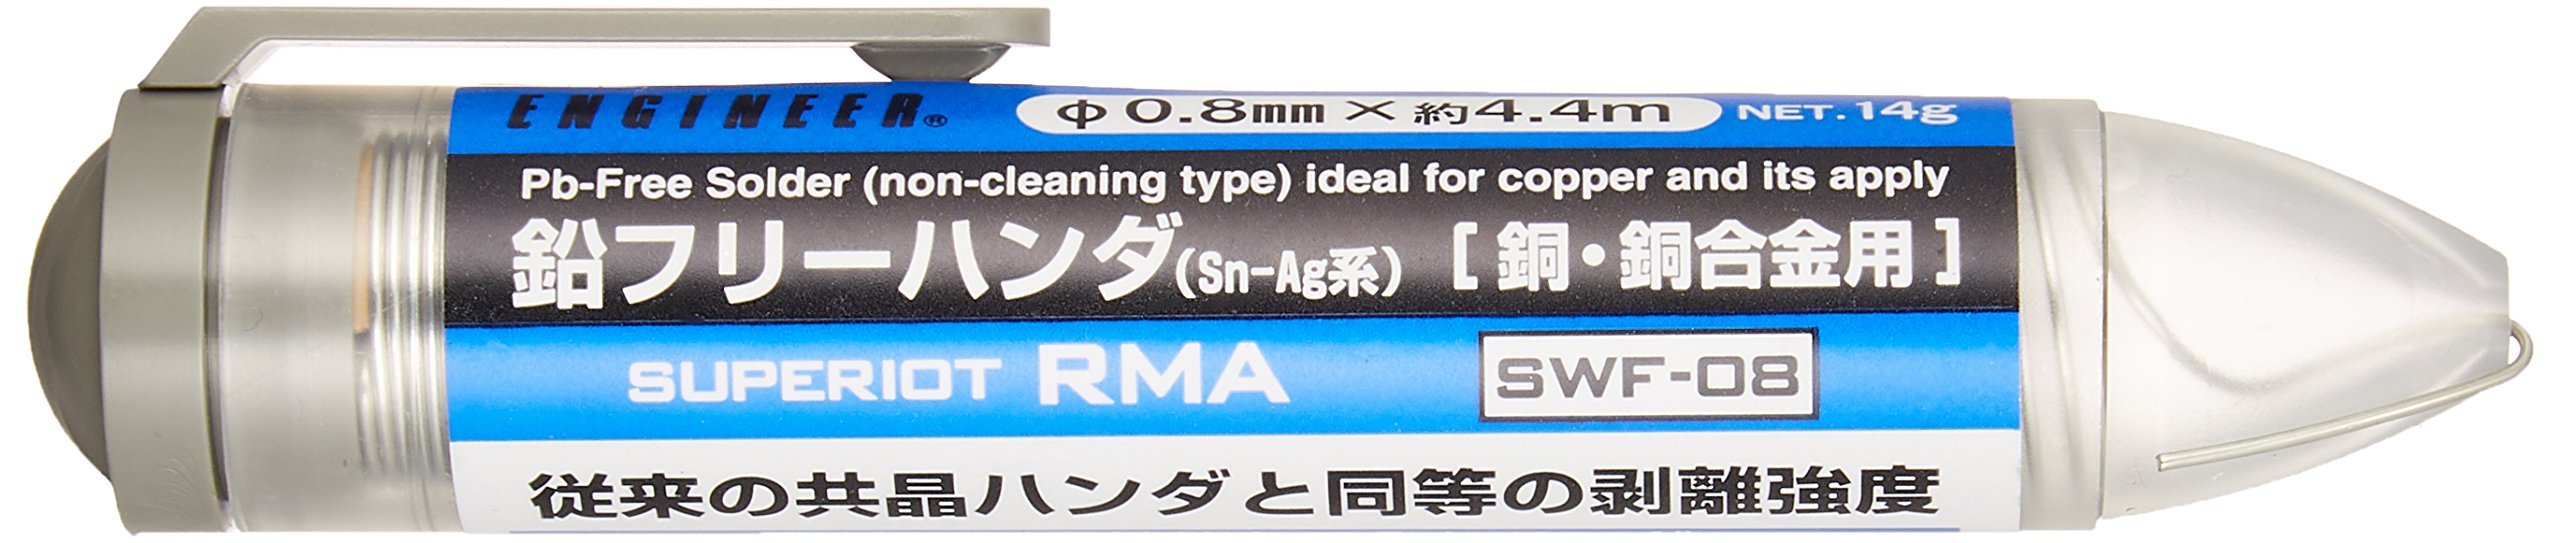 ENGINEER® φ0.8mm×約4.4m NET.14g
Pb-Free Solder (non-cleaning type) ideal for copper and its apply
鉛フリーハンダ(Sn-Ag系)[銅・銅合金用]
SUPERIOT RMA SWF-08
従来の共晶ハンダと同等の剥離強度